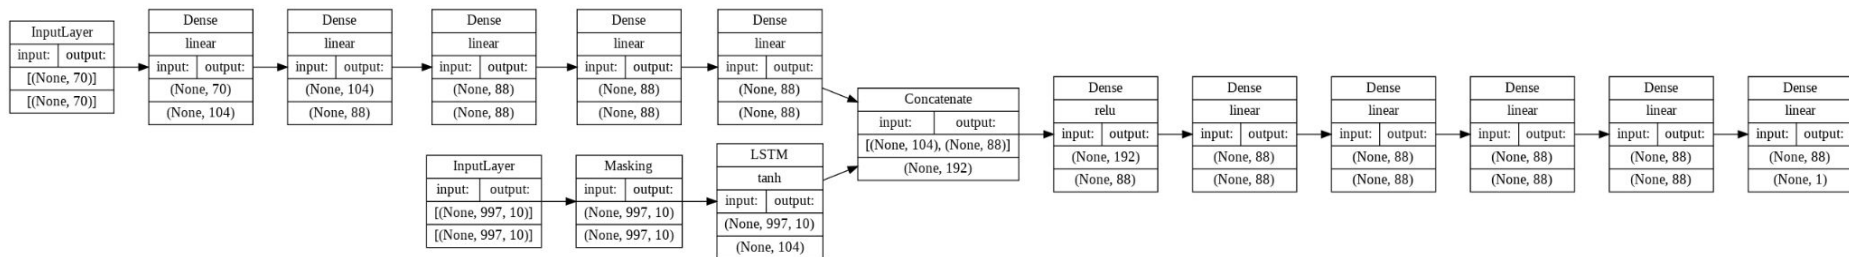 InputLayer
input: output:
[(None, 70)]
[(None, 70)]
Dense
linear
input: output:
(None, 70)
(None, 104)
Dense
linear
input: output:
(None, 104)
(None, 88)
Dense
linear
input: output:
(None, 88)
(None, 88)
Dense
linear
input: output:
(None, 88)
(None, 88)
Dense
linear
input: output:
(None, 88)
(None, 88)
InputLayer
input: output:
[(None, 997, 10)]
[(None, 997, 10)]
Masking
input: output:
(None, 997, 10)
(None, 997, 10)
LSTM
tanh
input: output:
(None, 997, 10)
(None, 104)
Concatenate
input: output:
[(None, 104), (None, 88)]
(None, 192)
Dense
relu
input: output:
(None, 192)
(None, 88)
Dense
linear
input: output:
(None, 88)
(None, 88)
Dense
linear
input: output:
(None, 88)
(None, 88)
Dense
linear
input: output:
(None, 88)
(None, 88)
Dense
linear
input: output:
(None, 88)
(None, 88)
Dense
linear
input: output:
(None, 88)
(None, 1)